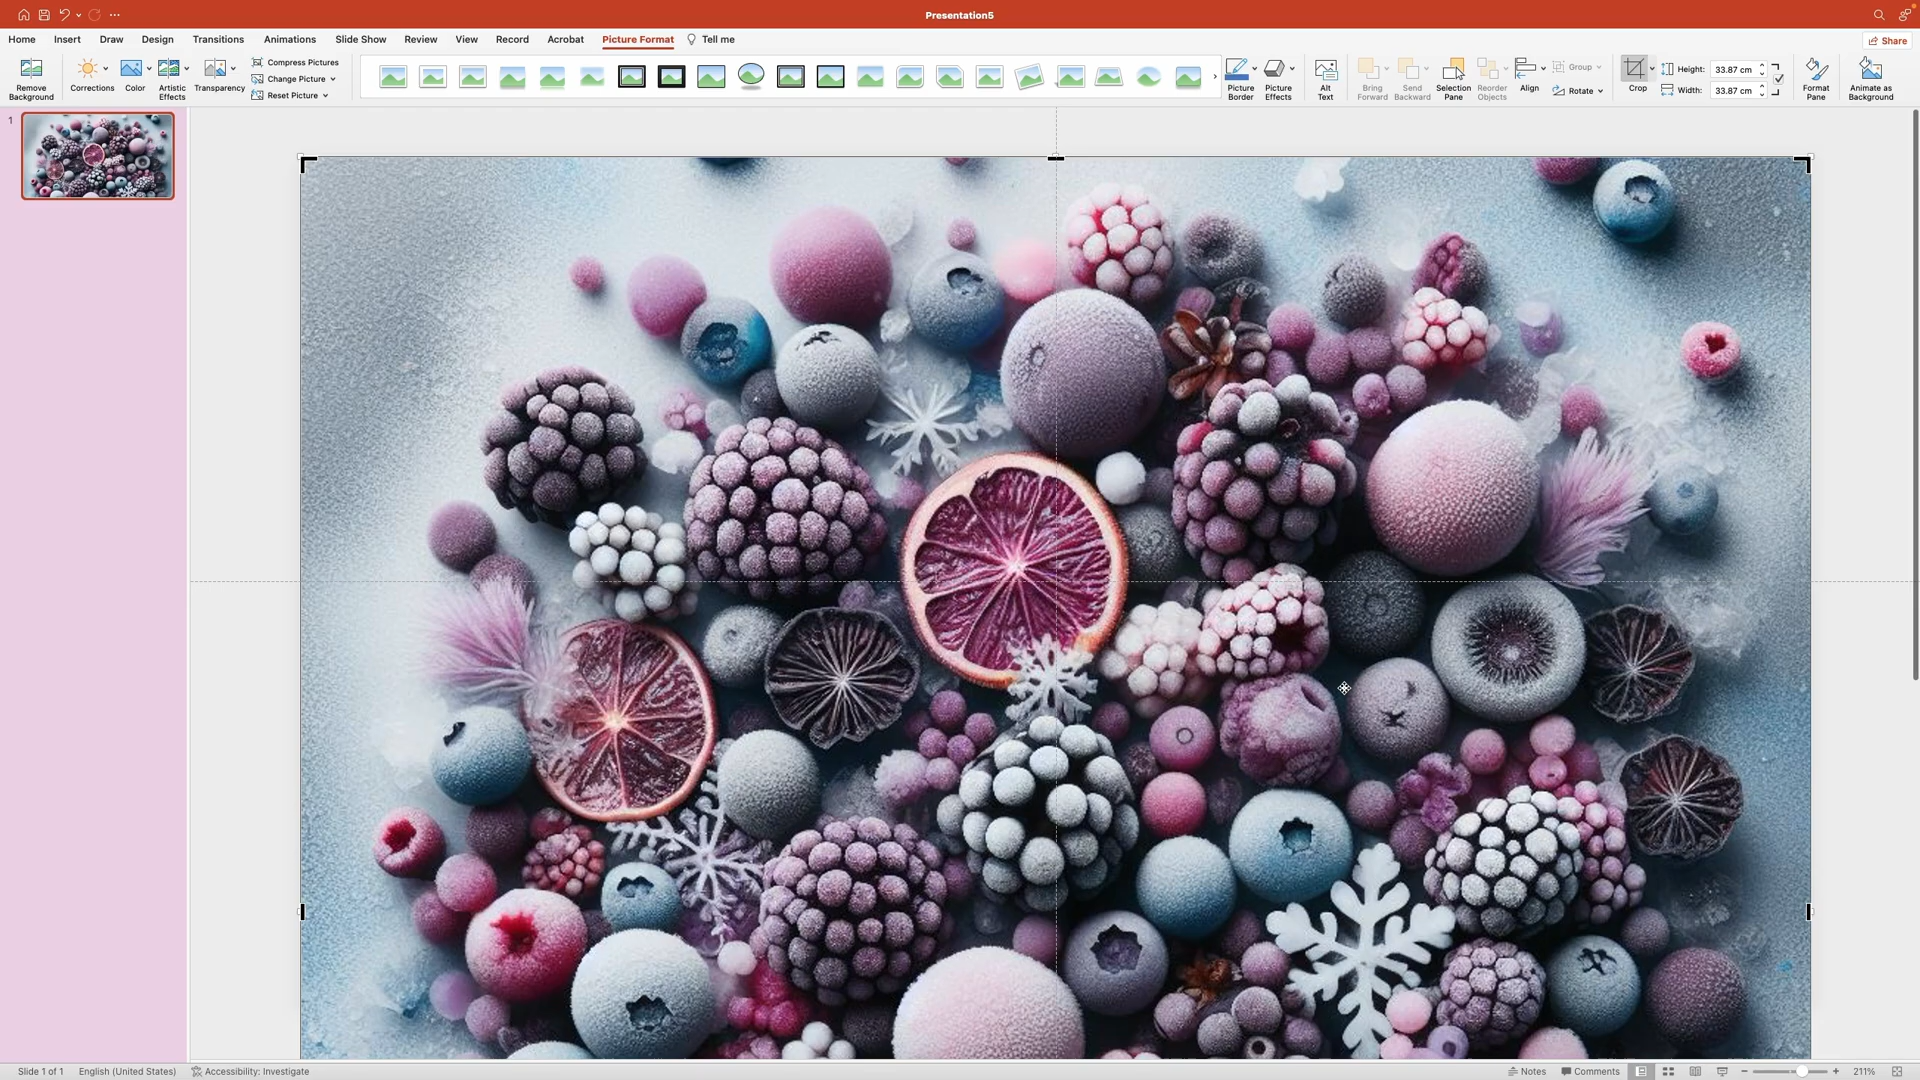 Presentation5
Home Insert Draw Design Transitions Animations Slide Show Review View Record Acrobat Picture Format Tell me
Share
Remove Background
Corrections
Color
Artistic Effects
Transparency
Compress Pictures
Change Picture
Reset Picture
Picture Border
Picture Effects
Alt Text
Bring Forward
Send Backward
Selection Pane
Reorder Objects
Align
Group
Rotate
Crop
Height: 33.87 cm
Width: 33.87 cm
Format Pane
Animate as Background
1
Slide 1 of 1 English (United States) Accessibility: Investigate Notes Comments 211%